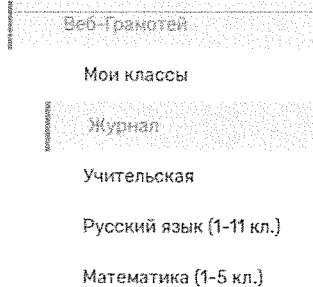 Веб-Грамотей
Мои классы
Журнал
Учительская
Русский язык (1-11 кл.)
Математика (1-5 кл.)